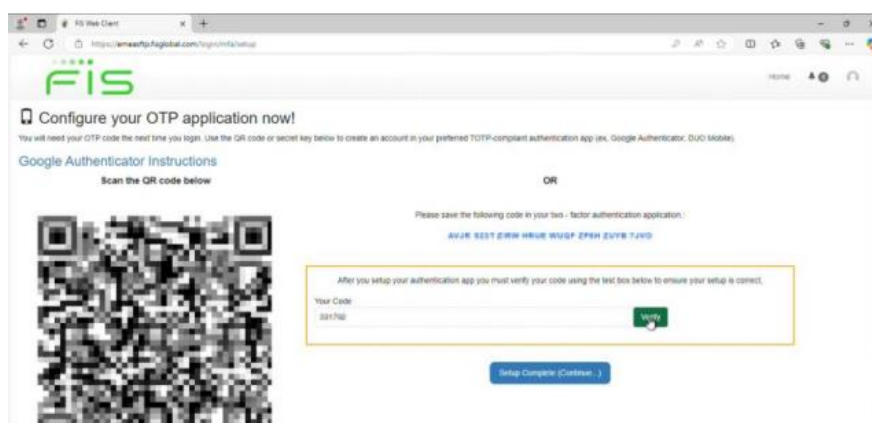 FIS Web Client
https://emeasftp.fisglobal.com/login/mfa/setup
FIS
Home
Configure your OTP application now!
You will need your OTP code the next time you login. Use the QR code or secret key below to create an account in your preferred TOTP-compliant authentication app (ex. Google Authenticator, DUO Mobile).
Google Authenticator Instructions
Scan the QR code below
OR
Please save the following code in your two - factor authentication application.:
After you setup your authentication app you must verify your code using the text box below to ensure your setup is correct.
Your Code
Verify
Setup Complete (Continue...)